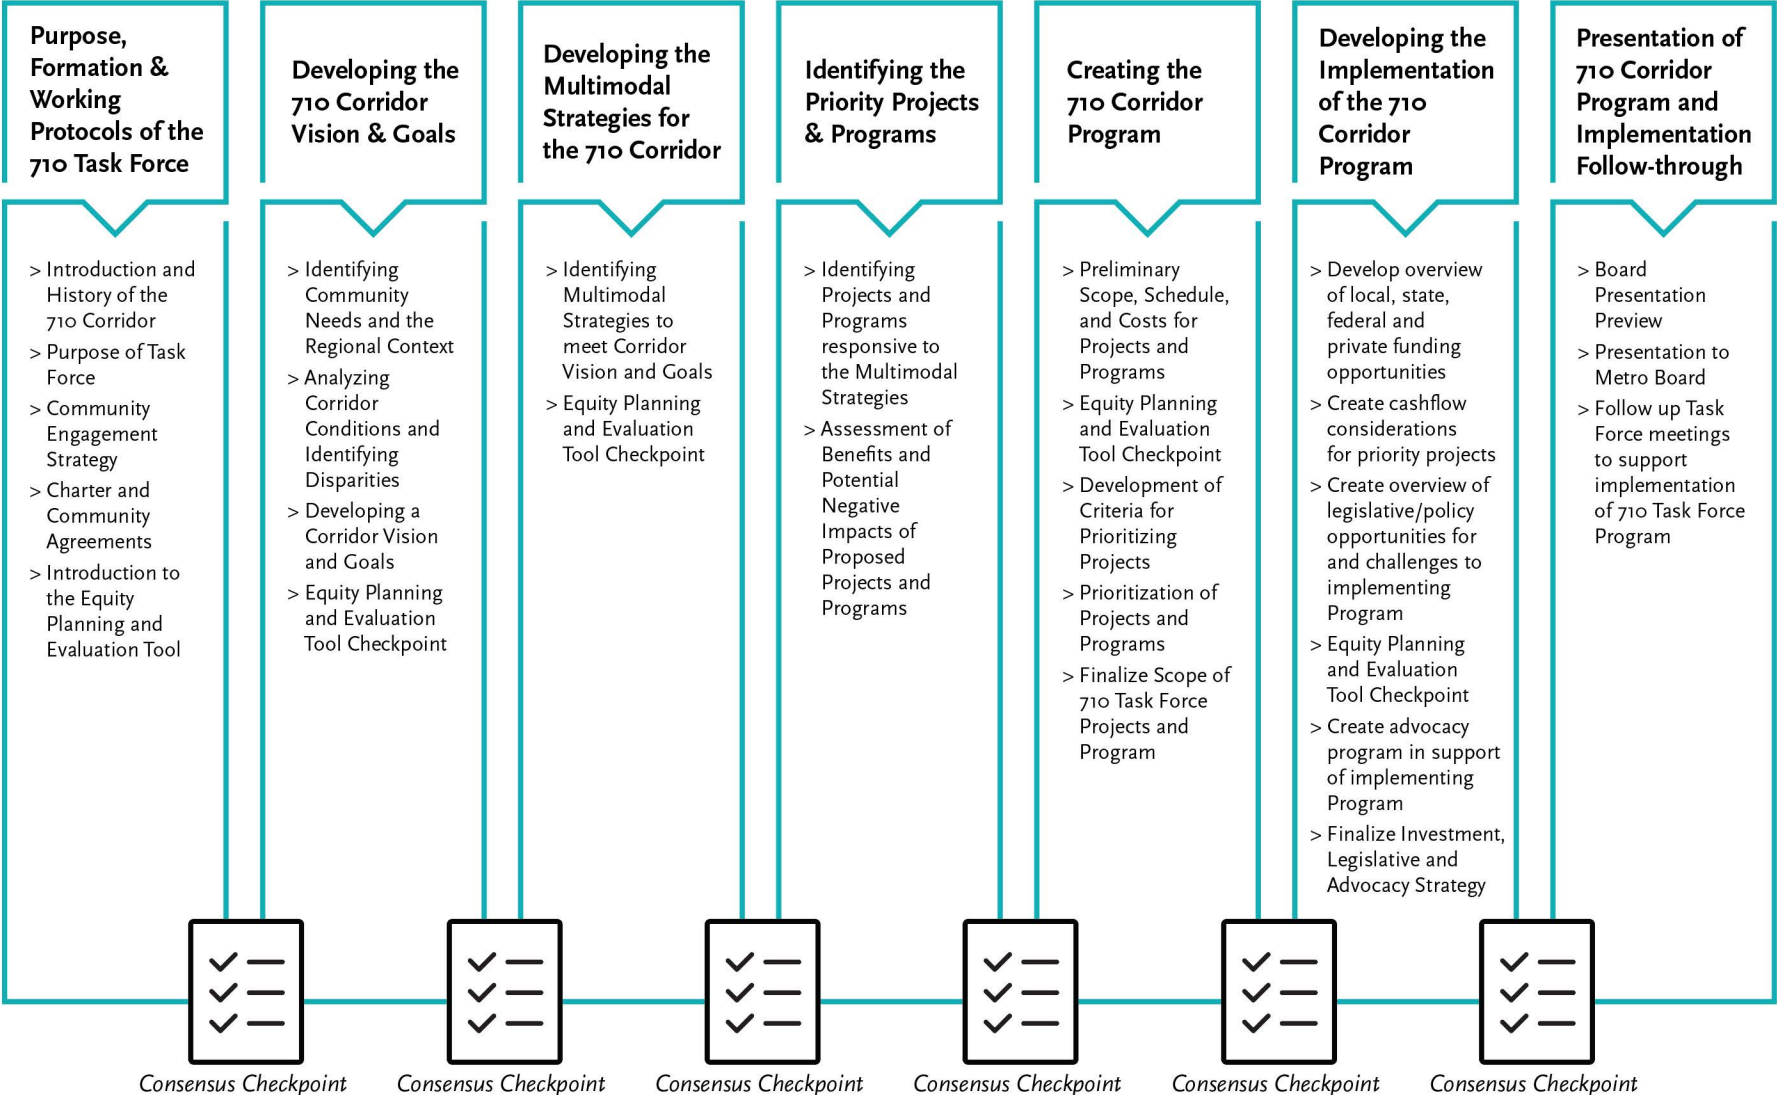 Purpose,
Formation &
Working
Protocols of the
710 Task Force
> Introduction and
History of the
710 Corridor
> Purpose of Task
Force
> Community
Engagement
Strategy
> Charter and
Community
Agreements
> Introduction to
the Equity
Planning and
Evaluation Tool
Developing the
710 Corridor
Vision & Goals
> Identifying
Community
Needs and the
Regional Context
> Analyzing
Corridor
Conditions and
Identifying
Disparities
> Developing a
Corridor Vision
and Goals
> Equity Planning
and Evaluation
Tool Checkpoint
Developing the
Multimodal
Strategies for
the 710 Corridor
> Identifying
Multimodal
Strategies to
meet Corridor
Vision and Goals
> Equity Planning
and Evaluation
Tool Checkpoint
Identifying the
Priority Projects
& Programs
> Identifying
Projects and
Programs
responsive to
the Multimodal
Strategies
> Assessment of
Benefits and
Potential
Negative
Impacts of
Proposed
Projects and
Programs
Creating the
710 Corridor
Program
> Preliminary
Scope, Schedule,
and Costs for
Projects and
Programs
> Equity Planning
and Evaluation
Tool Checkpoint
> Development of
Criteria for
Prioritizing
Projects
> Prioritization of
Projects and
Programs
> Finalize Scope of
710 Task Force
Projects and
Program
Developing the
Implementation
of the 710
Corridor
Program
> Develop overview
of local, state,
federal and
private funding
opportunities
> Create cashflow
considerations
for priority projects
> Create overview of
legislative/policy
opportunities for
and challenges to
implementing
Program
> Equity Planning
and Evaluation
Tool Checkpoint
> Create advocacy
program in support
of implementing
Program
> Finalize Investment,
Legislative and
Advocacy Strategy
Presentation of
710 Corridor
Program and
Implementation
Follow-through
> Board
Presentation
Preview
> Presentation to
Metro Board
> Follow up Task
Force meetings
to support
implementation
of 710 Task Force
Program
Consensus Checkpoint
Consensus Checkpoint
Consensus Checkpoint
Consensus Checkpoint
Consensus Checkpoint
Consensus Checkpoint